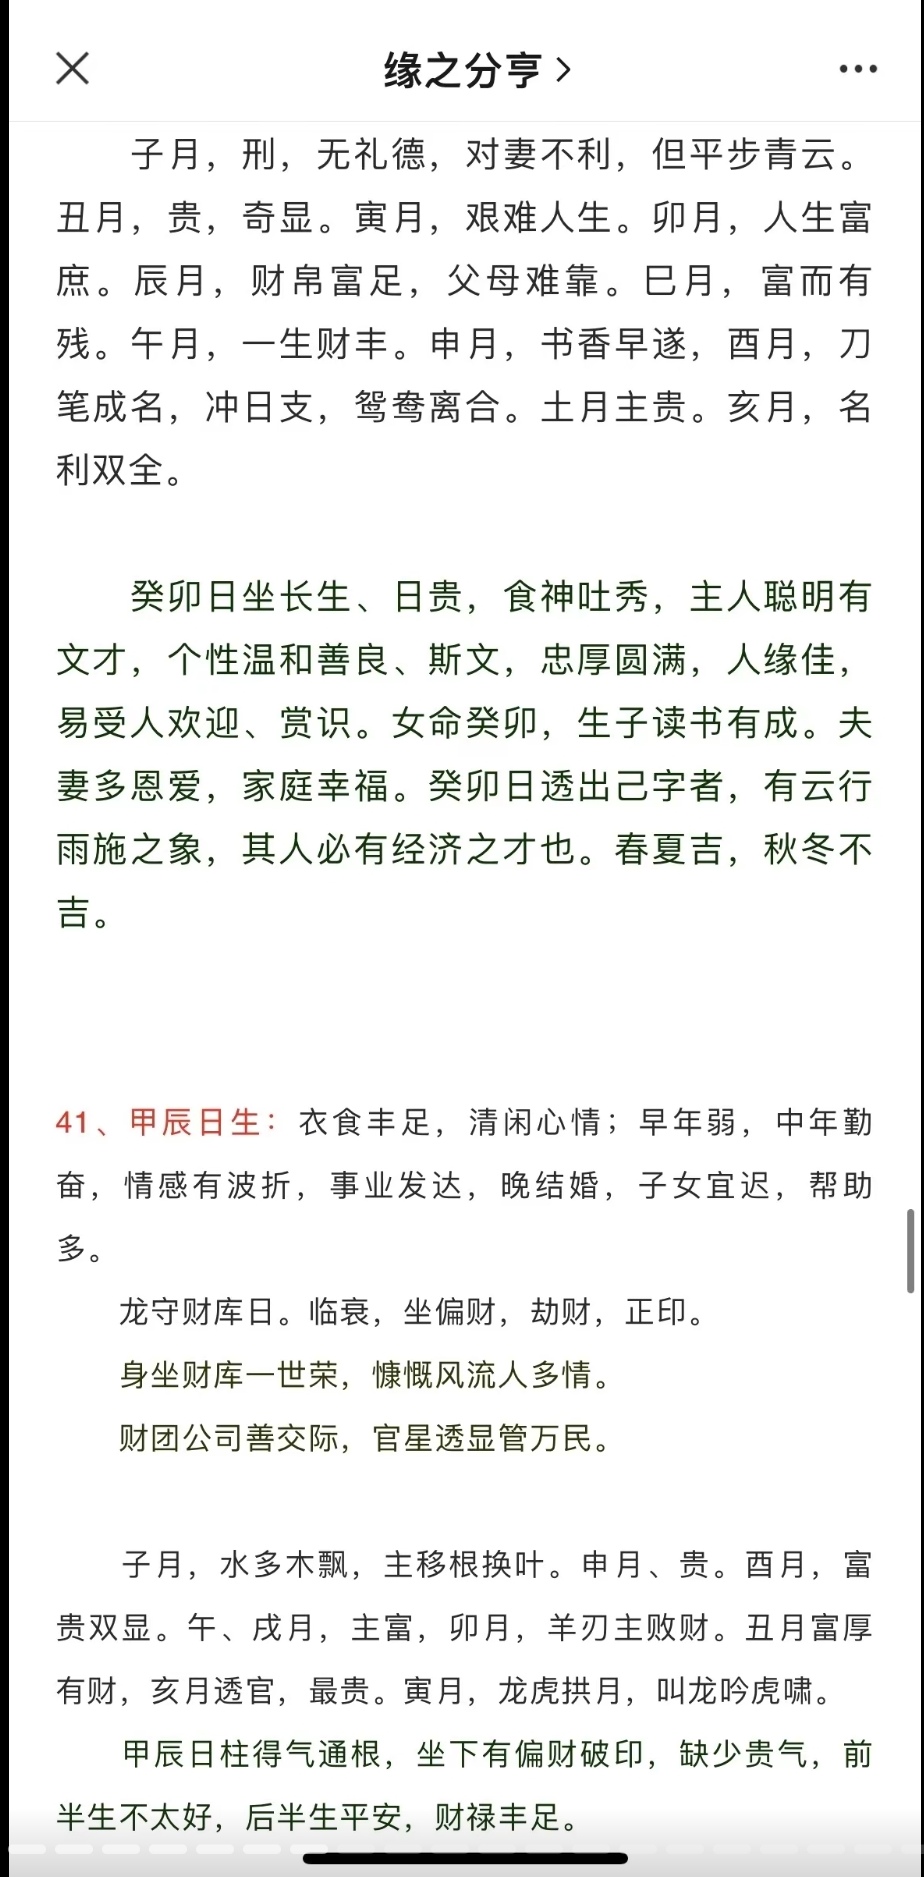 缘之分亨
子月，刑，无礼德，对妻不利，但平步青云。
丑月，贵，奇显。寅月，艰难人生。卯月，人生富
庶。辰月，财帛富足，父母难靠。巳月，富而有
残。午月，一生财丰。申月，书香早遂，酉月，刀
笔成名，冲日支，鸳鸯离合。土月主贵。亥月，名
利双全。
癸卯日坐长生、日贵，食神吐秀，主人聪明有
文才，个性温和善良、斯文，忠厚圆满，人缘佳，
易受人欢迎、赏识。女命癸卯，生子读书有成。夫
妻多恩爱，家庭幸福。癸卯日透出己字者，有云行
雨施之象，其人必有经济之才也。春夏吉，秋冬不
吉。
41、甲辰日生：衣食丰足，清闲心情；早年弱，中年勤
奋，情感有波折，事业发达，晚结婚，子女宜迟，帮助
多。
龙守财库日。临衰，坐偏财，劫财，正印。
身坐财库一世荣，慷慨风流人多情。
财团公司善交际，官星透显管万民。
子月，水多木飘，主移根换叶。申月、贵。酉月，富
贵双显。午、戌月，主富，卯月，羊刃主败财。丑月富厚
有财，亥月透官，最贵。寅月，龙虎拱月，叫龙吟虎啸。
甲辰日柱得气通根，坐下有偏财破印，缺少贵气，前
半生不太好，后半生平安，财禄丰足。